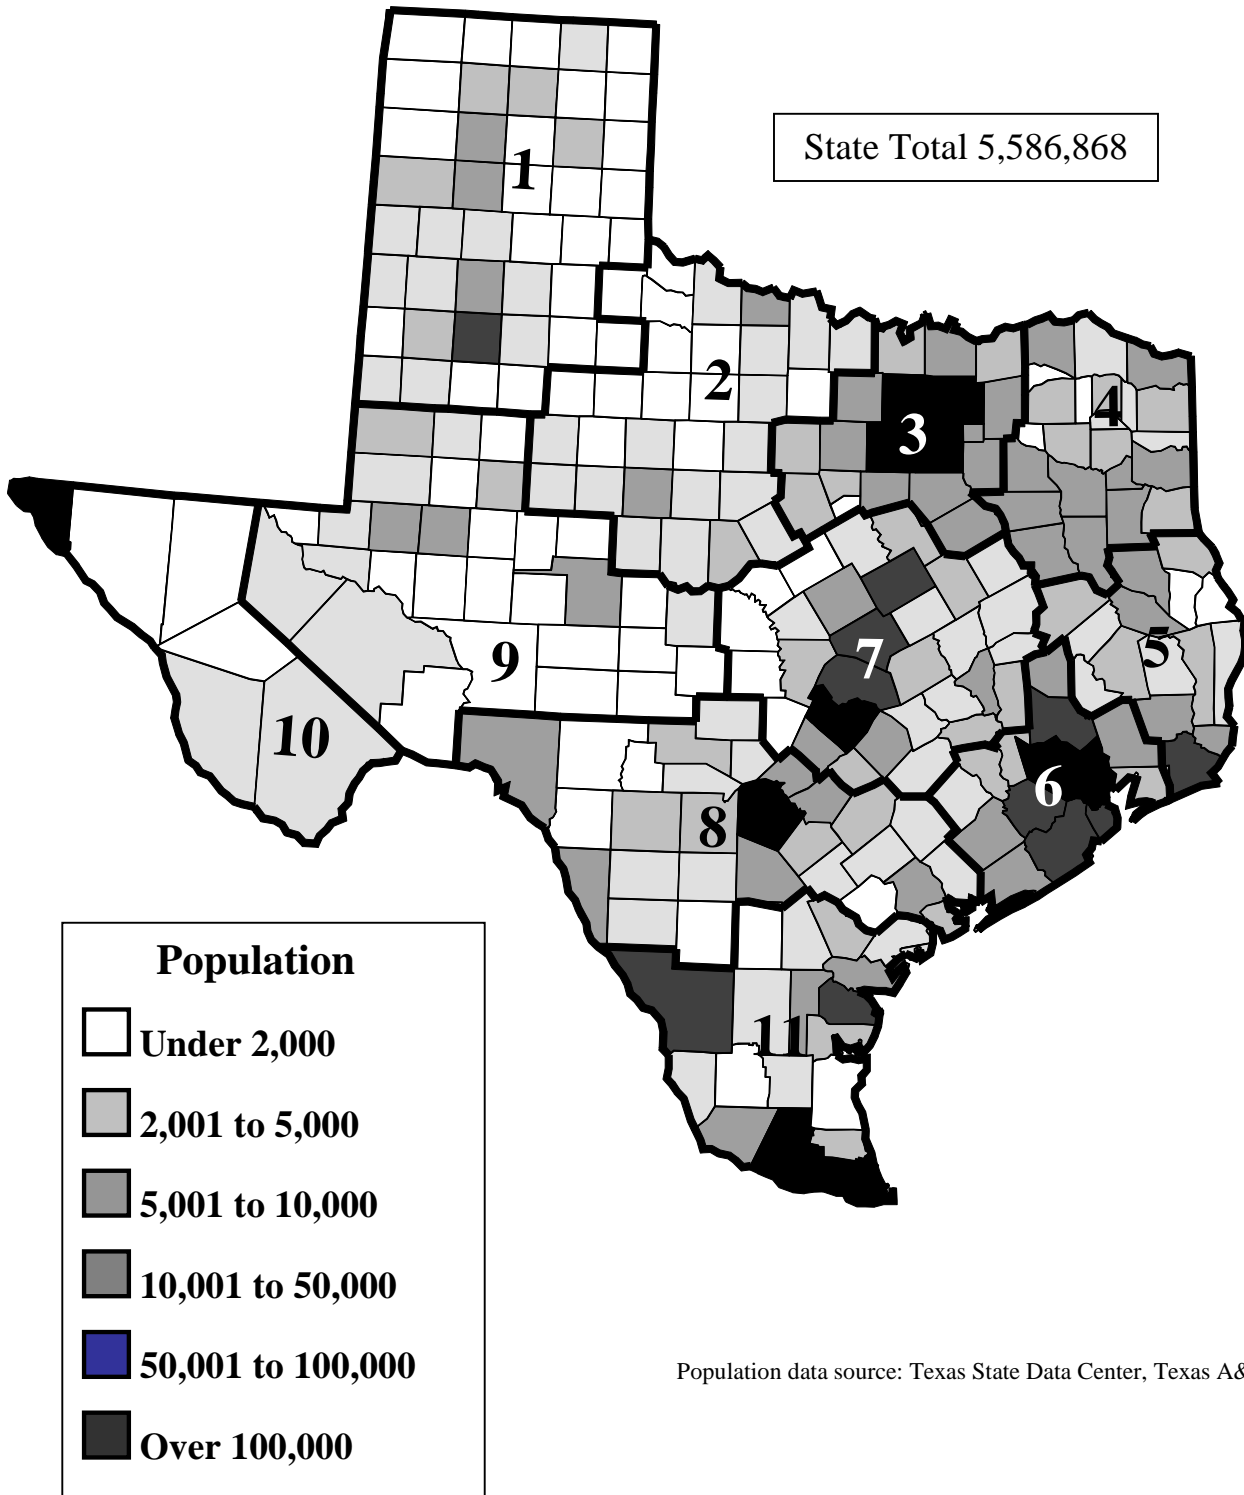 State Total 5,586,868
1
2
3
4
5
6
7
8
9
10
11
Population
Under 2,000
2,001 to 5,000
5,001 to 10,000
10,001 to 50,000
50,001 to 100,000
Over 100,000
Population data source: Texas State Data Center, Texas A&